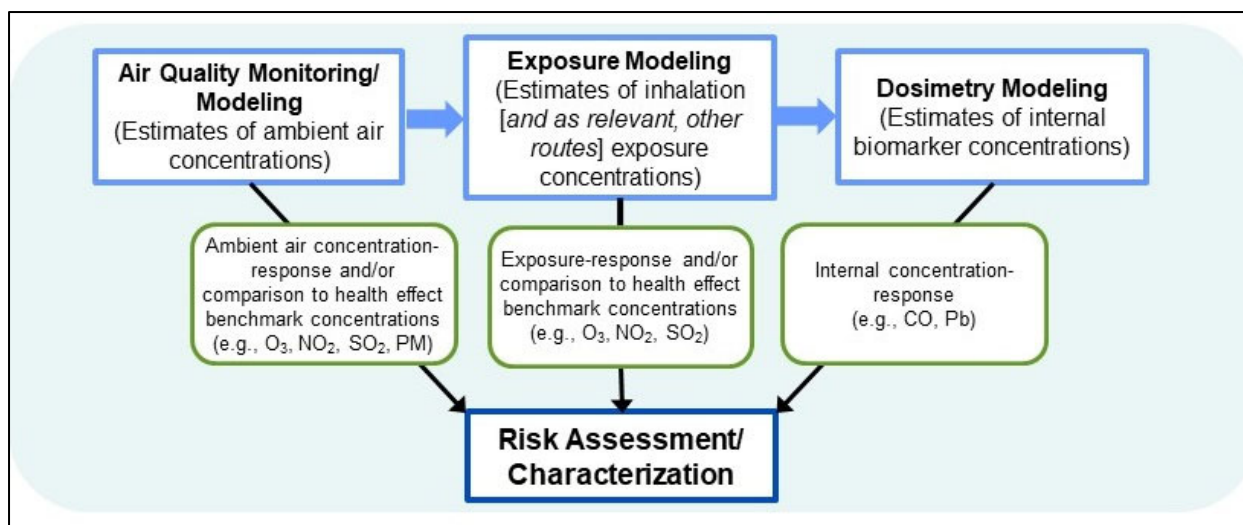 Air Quality Monitoring/
Modeling
(Estimates of ambient air
concentrations)
Exposure Modeling
(Estimates of inhalation
[and as relevant, other
routes] exposure
concentrations)
Dosimetry Modeling
(Estimates of internal
biomarker concentrations)
Ambient air concentration-
response and/or
comparison to health effect
benchmark concentrations
(e.g., O₃, NO₂, SO₂, PM)
Exposure-response and/or
comparison to health effect
benchmark concentrations
(e.g., O₃, NO₂, SO₂)
Internal concentration-
response
(e.g., CO, Pb)
Risk Assessment/
Characterization